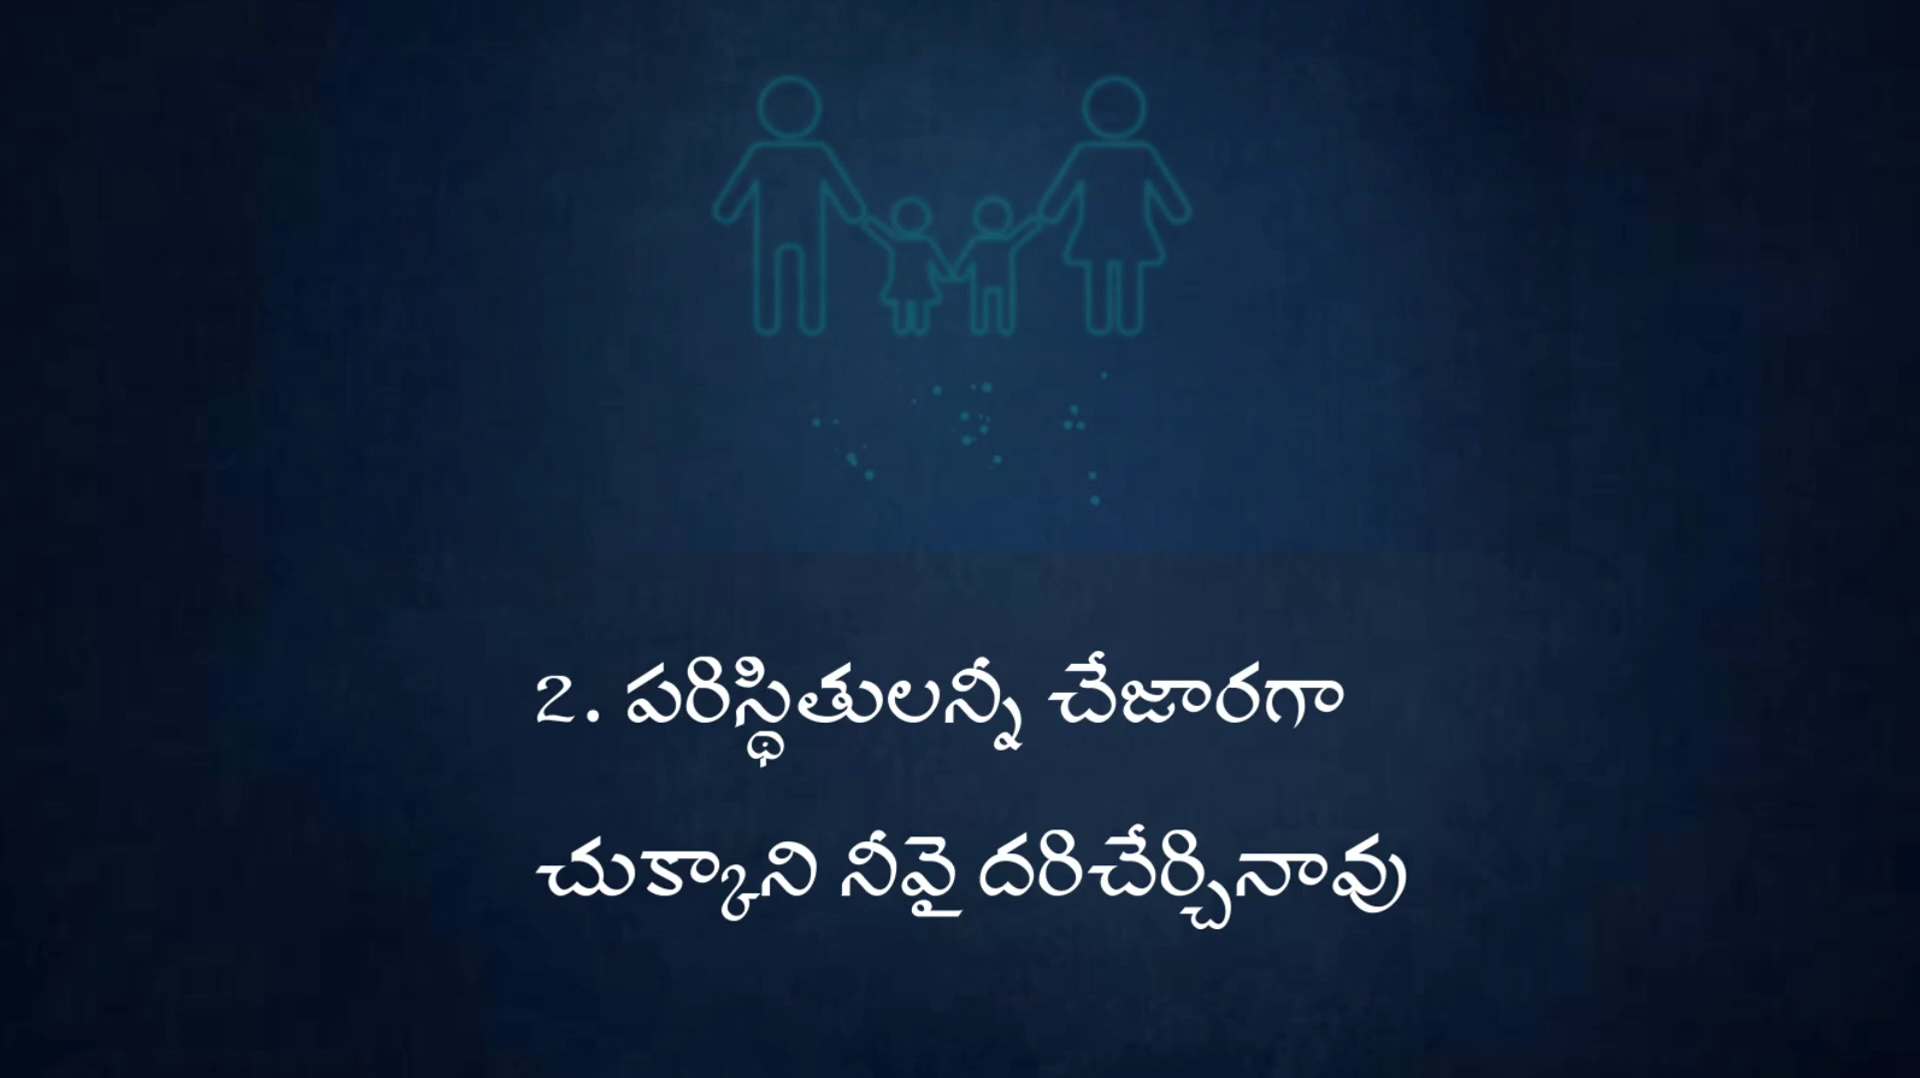 2. పరిస్థితులన్నీ చేజారగా
చుక్కాని నీవై దరిచేర్చినావు